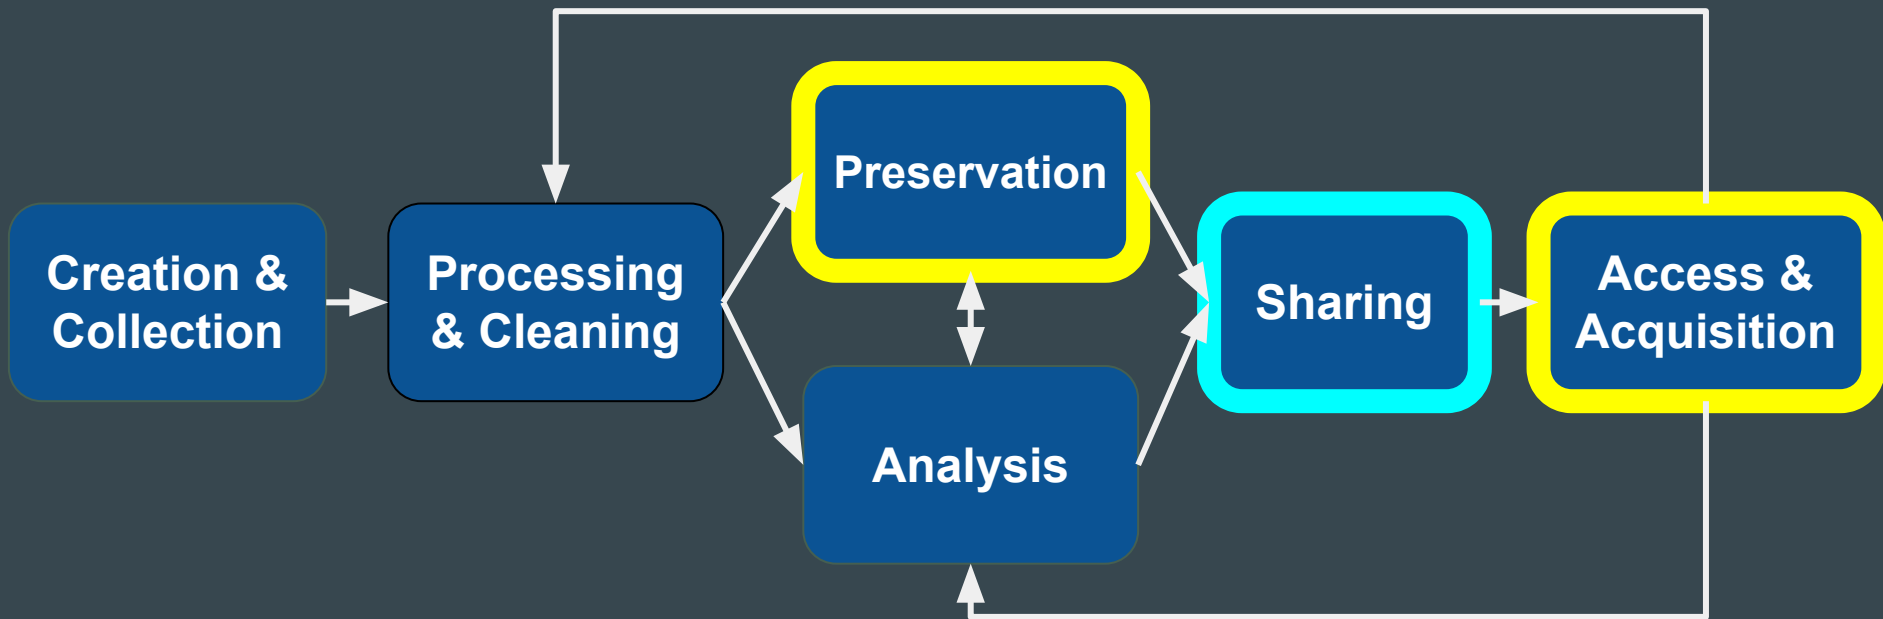 Creation &
Collection
Processing
& Cleaning
Preservation
Analysis
Sharing
Access &
Acquisition